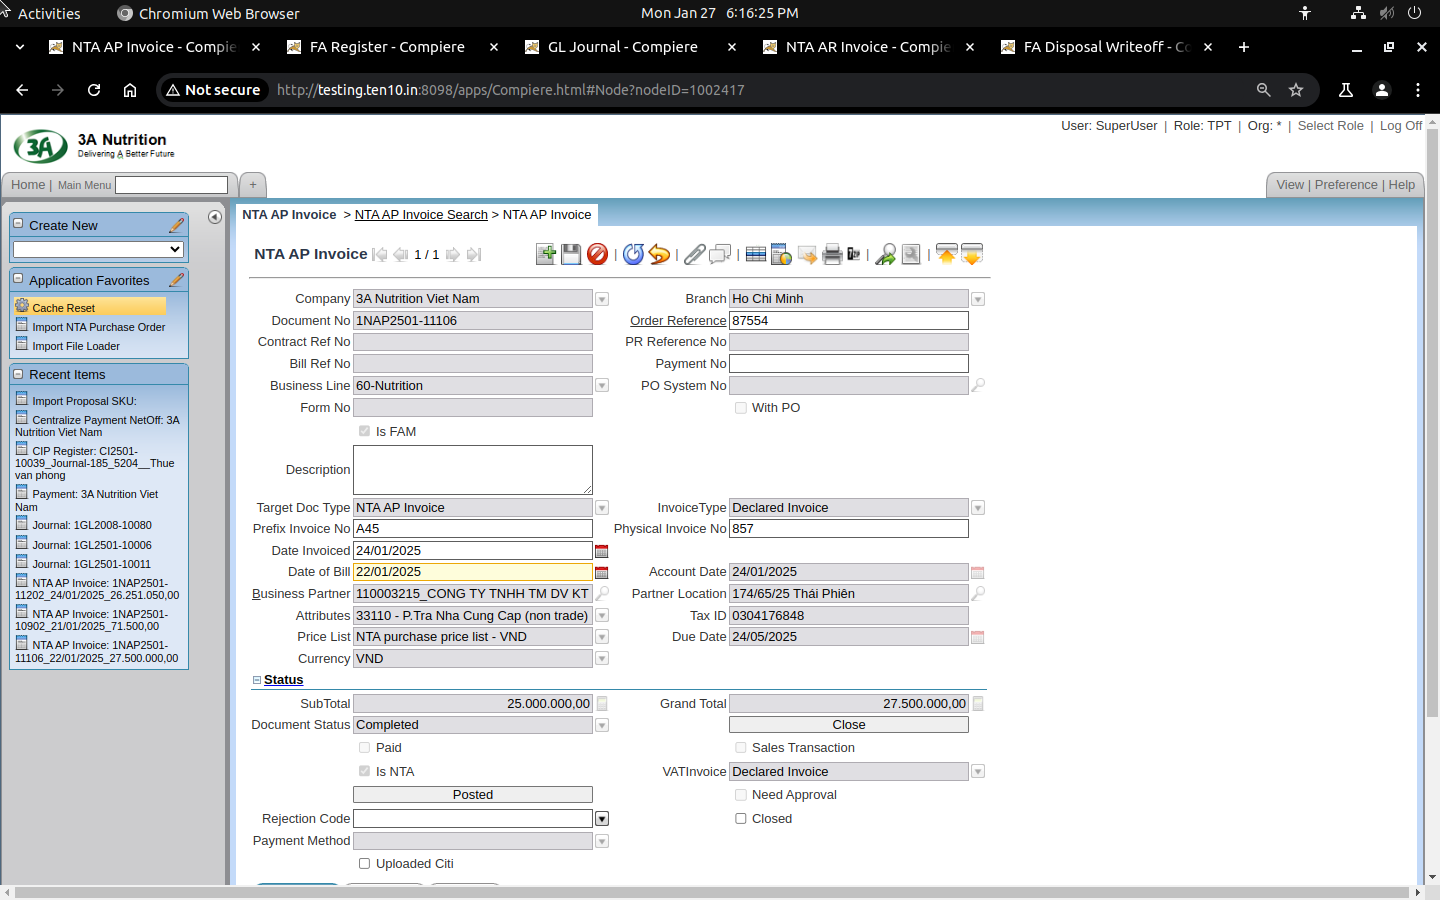 Activities
Chromium Web Browser
Mon Jan 27 6:16:25 PM
NTA AP Invoice - Compie
FA Register - Compiere
GL Journal - Compiere
NTA AR Invoice - Compie
FA Disposal Writeoff - Co
Not secure
http://testing.ten10.in:8098/apps/Compiere.html#Node?nodeID=1002417
User: SuperUser | Role: TPT | Org: * | Select Role | Log Off
3A
3A Nutrition
Delivering A Better Future
Home | Main Menu
+
View | Preference | Help
Create New
Application Favorites
Cache Reset
Import NTA Purchase Order
Import File Loader
Recent Items
Import Proposal SKU:
Centralize Payment NetOff: 3A
Nutrition Viet Nam
CIP Register: CI2501-
10039_Journal-185_5204__Thue
van phong
Payment: 3A Nutrition Viet
Nam
Journal: 1GL2008-10080
Journal: 1GL2501-10006
Journal: 1GL2501-10011
NTA AP Invoice: 1NAP2501-
11202_24/01/2025_26.251.050,00
NTA AP Invoice: 1NAP2501-
10902_21/01/2025_71.500,00
NTA AP Invoice: 1NAP2501-
11106_22/01/2025_27.500.000,00
NTA AP Invoice > NTA AP Invoice Search > NTA AP Invoice
NTA AP Invoice
1 / 1
Company 3A Nutrition Viet Nam
Branch Ho Chi Minh
Document No 1NAP2501-11106
Order Reference 87554
Contract Ref No
PR Reference No
Bill Ref No
Payment No
Business Line 60-Nutrition
PO System No
Form No
With PO
Is FAM
Description
Target Doc Type NTA AP Invoice
InvoiceType Declared Invoice
Prefix Invoice No A45
Physical Invoice No 857
Date Invoiced 24/01/2025
Date of Bill 22/01/2025
Account Date 24/01/2025
Business Partner 110003215_CONG TY TNHH TM DV KT
Partner Location 174/65/25 Thái Phiên
Attributes 33110 - P.Tra Nha Cung Cap (non trade)
Tax ID 0304176848
Price List NTA purchase price list - VND
Due Date 24/05/2025
Currency VND
Status
SubTotal 25.000.000,00
Grand Total 27.500.000,00
Document Status Completed
Close
Paid
Sales Transaction
Is NTA
VATInvoice Declared Invoice
Posted
Need Approval
Rejection Code
Closed
Payment Method
Uploaded Citi